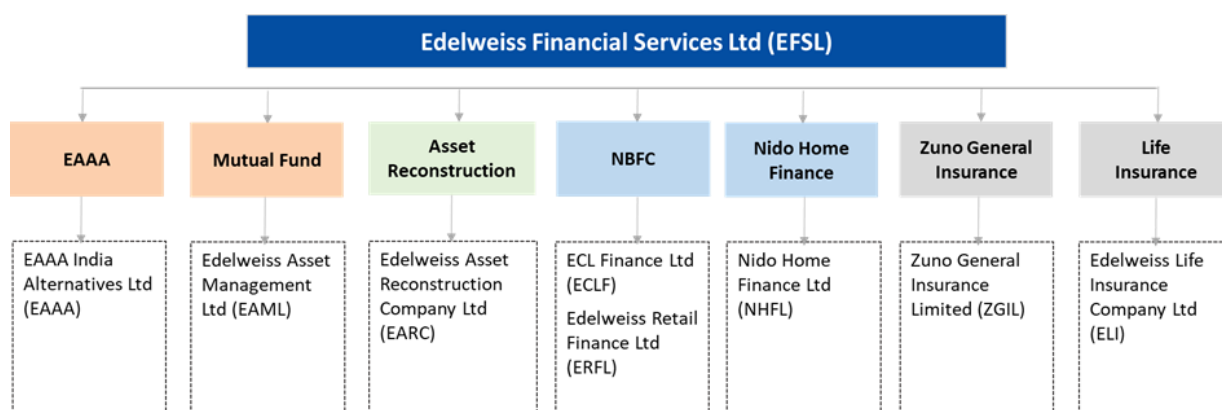 Edelweiss Financial Services Ltd (EFSL)
EAAA
Mutual Fund
Asset
Reconstruction
NBFC
Nido Home
Finance
Zuno General
Insurance
Life
Insurance
EAAA India
Alternatives Ltd
(EAAA)
Edelweiss Asset
Management
Ltd (EAML)
Edelweiss Asset
Reconstruction
Company Ltd
(EARC)
ECL Finance Ltd
(ECLF)
Edelweiss Retail
Finance Ltd
(ERFL)
Nido Home
Finance Ltd
(NHFL)
Zuno General
Insurance
Limited (ZGIL)
Edelweiss Life
Insurance
Company Ltd
(ELI)